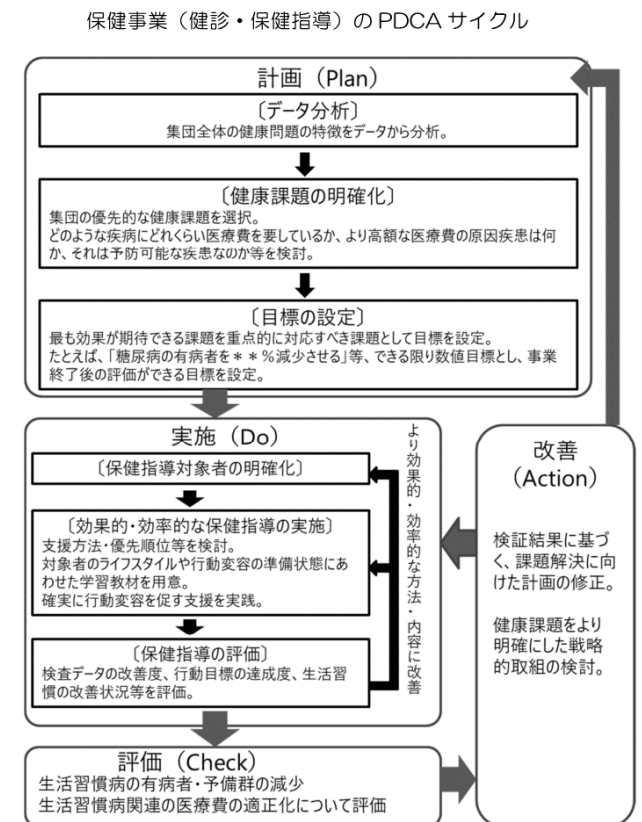 保健事業（健診・保健指導）のPDCAサイクル
計画（Plan）
〔データ分析〕
集団全体の健康問題の特徴をデータから分析。
〔健康課題の明確化〕
集団の優先的な健康課題を選択。
どのような疾病にどれくらい医療費を要しているか、より高額な医療費の原因疾患は何
か、それは予防可能な疾患なのか等を検討。
〔目標の設定〕
最も効果が期待できる課題を重点的に対応すべき課題として目標を設定。
たとえば、「糖尿病の有病者を＊＊％減少させる」等、できる限り数値目標とし、事業
終了後の評価ができる目標を設定。
実施（Do）
〔保健指導対象者の明確化〕
〔効果的・効率的な保健指導の実施〕
支援方法・優先順位等を検討。
対象者のライフスタイルや行動変容の準備状態にあ
わせた学習教材を用意。
確実に行動変容を促す支援を実践。
〔保健指導の評価〕
検査データの改善度、行動目標の達成度、生活習
慣の改善状況等を評価。
より効果的・効率的な方法・内容に改善
評価（Check）
生活習慣病の有病者・予備群の減少
生活習慣病関連の医療費の適正化について評価
改善
（Action）
検証結果に基づ
く、課題解決に向
けた計画の修正。
健康課題をより
明確にした戦略
的取組の検討。